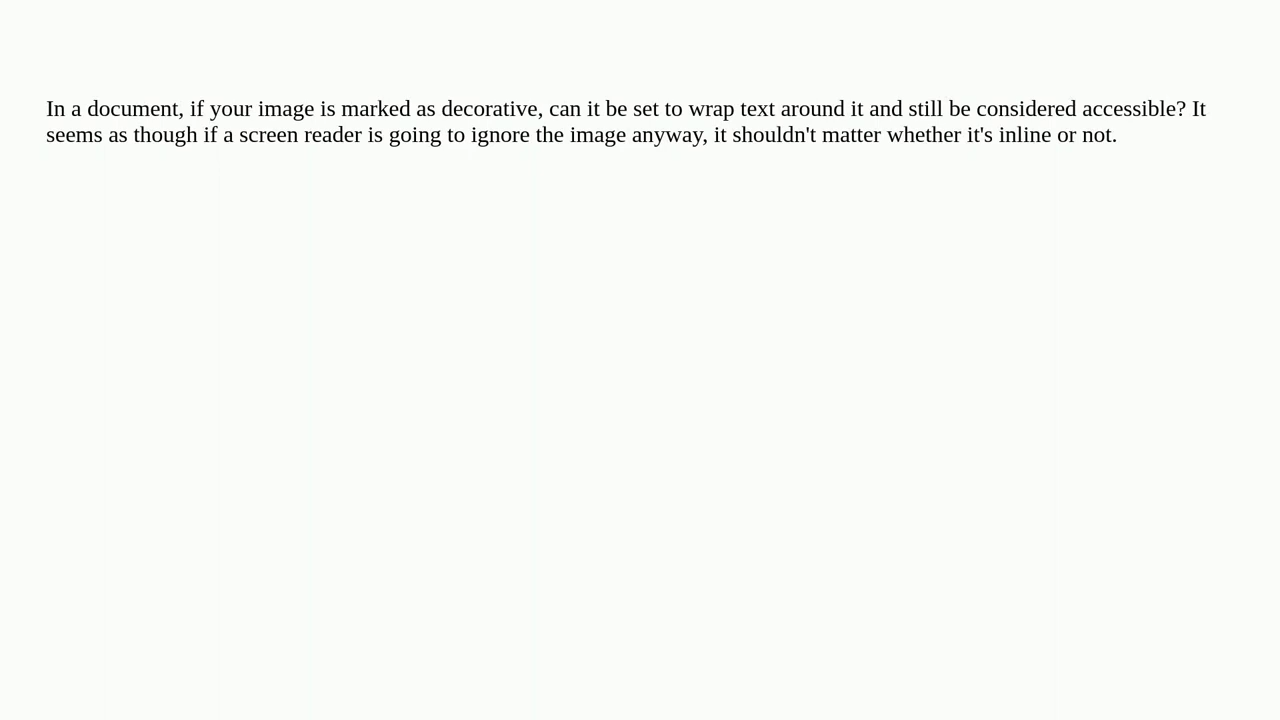 In a document, if your image is marked as decorative, can it be set to wrap text around it and still be considered accessible? It
seems as though if a screen reader is going to ignore the image anyway, it shouldn't matter whether it's inline or not.